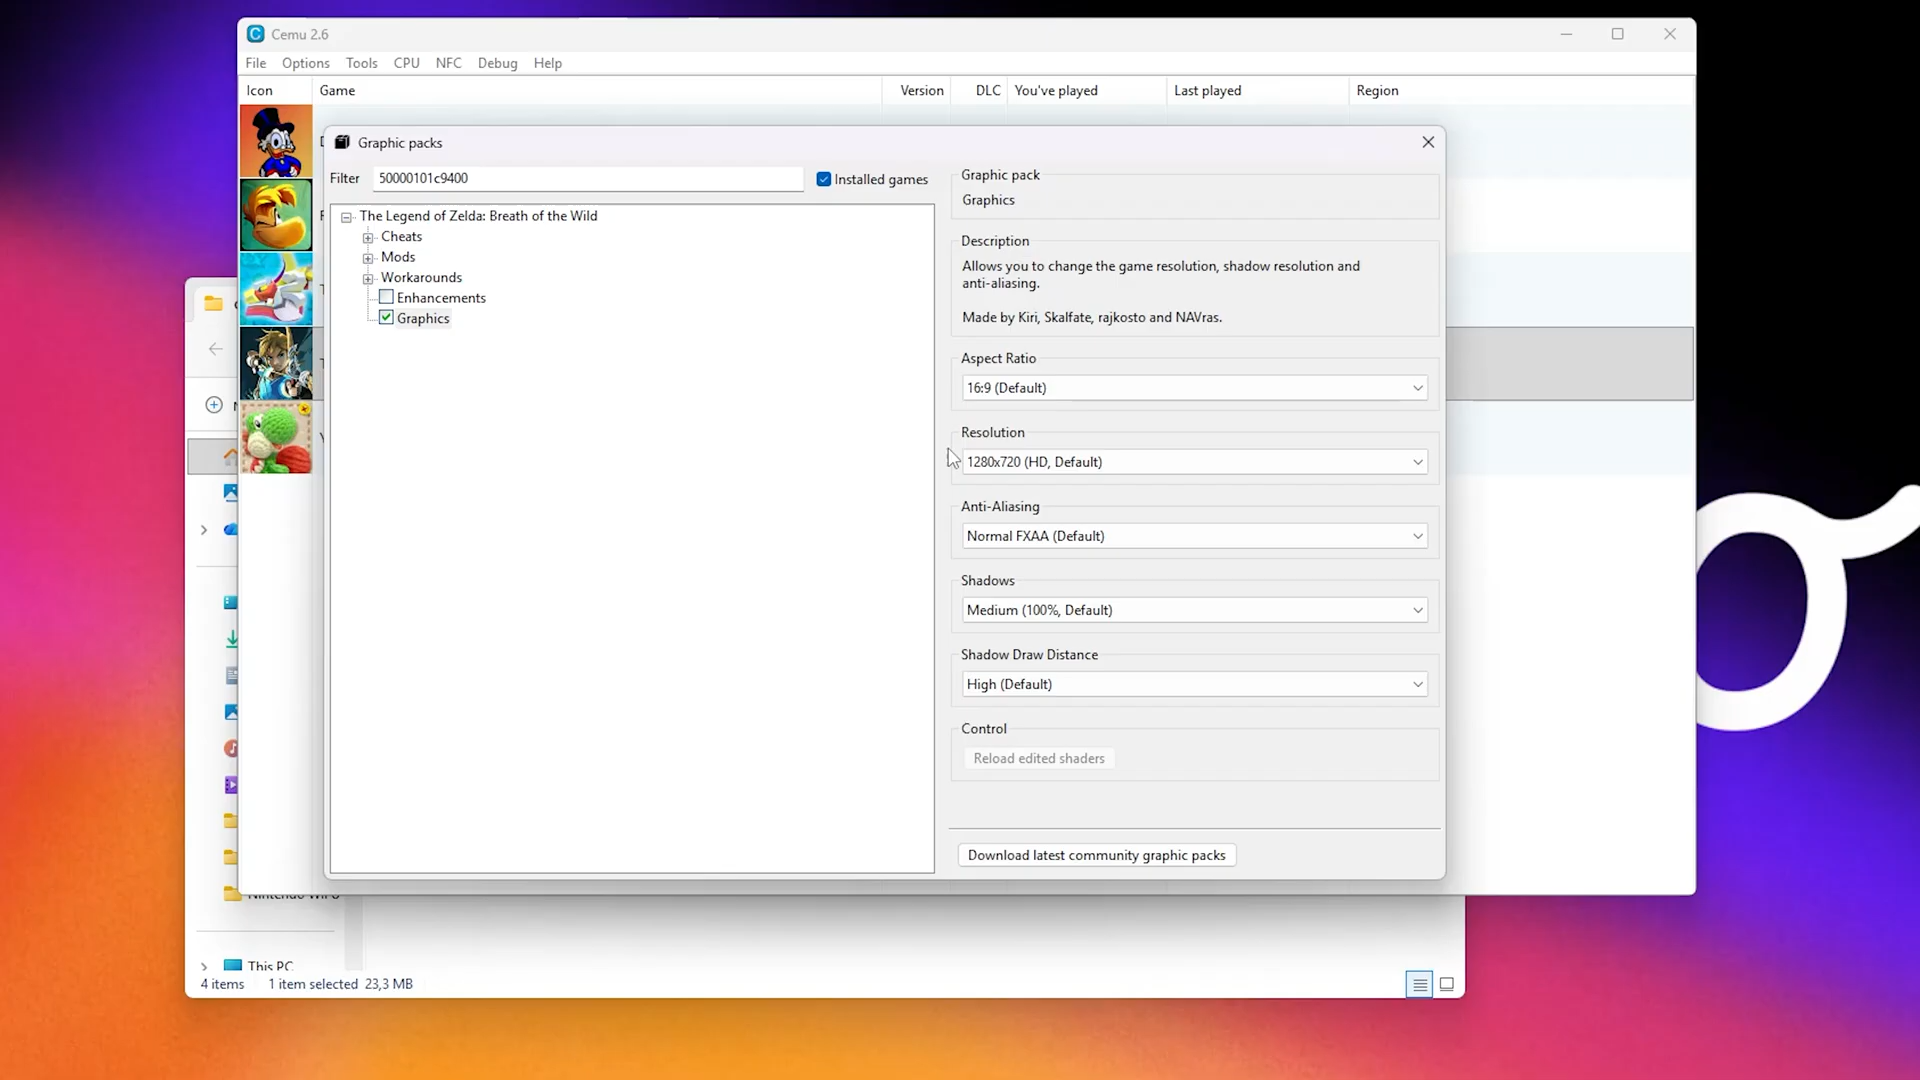 Cemu 2.6
File Options Tools CPU NFC Debug Help
Icon Game Version DLC You've played Last played Region
Graphic packs
Filter 50000101c9400 Installed games
The Legend of Zelda: Breath of the Wild
Cheats
Mods
Workarounds
Enhancements
Graphics
Graphic pack
Graphics
Description
Allows you to change the game resolution, shadow resolution and
anti-aliasing.
Made by Kiri, Skalfate, rajkosto and NAVras.
Aspect Ratio
16:9 (Default)
Resolution
1280x720 (HD, Default)
Anti-Aliasing
Normal FXAA (Default)
Shadows
Medium (100%, Default)
Shadow Draw Distance
High (Default)
Control
Reload edited shaders
Download latest community graphic packs
Nintendo Wii U
This PC
4 items 1 item selected 23,3 MB